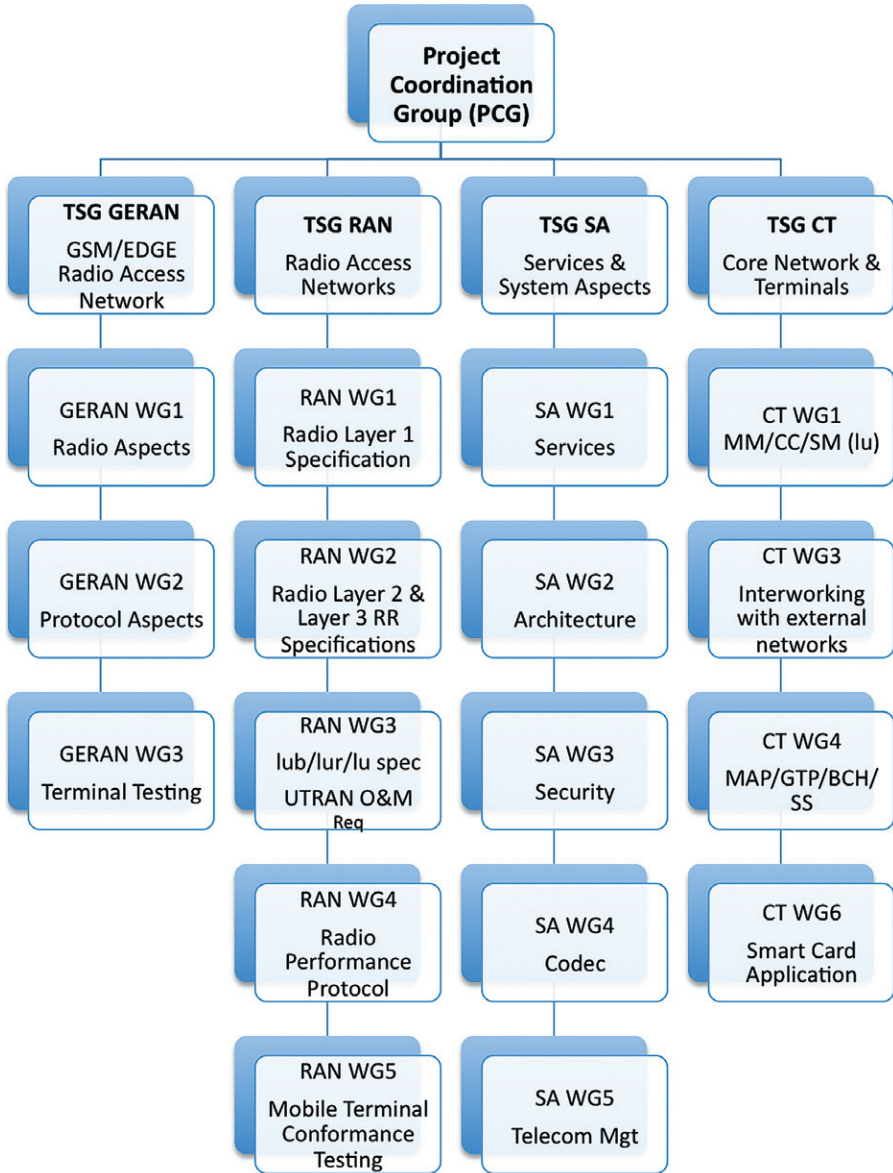 Project
Coordination
Group (PCG)
TSG GERAN
GSM/EDGE
Radio Access
Network
GERAN WG1
Radio Aspects
GERAN WG2
Protocol Aspects
GERAN WG3
Terminal Testing
TSG RAN
Radio Access
Networks
RAN WG1
Radio Layer 1
Specification
RAN WG2
Radio Layer 2 &
Layer 3 RR
Specifications
RAN WG3
lub/lur/lu spec
UTRAN O&M
Req
RAN WG4
Radio
Performance
Protocol
RAN WG5
Mobile Terminal
Conformance
Testing
TSG SA
Services &
System Aspects
SA WG1
Services
SA WG2
Architecture
SA WG3
Security
SA WG4
Codec
SA WG5
Telecom Mgt
TSG CT
Core Network &
Terminals
CT WG1
MM/CC/SM (lu)
CT WG3
Interworking
with external
networks
CT WG4
MAP/GTP/BCH/
SS
CT WG6
Smart Card
Application